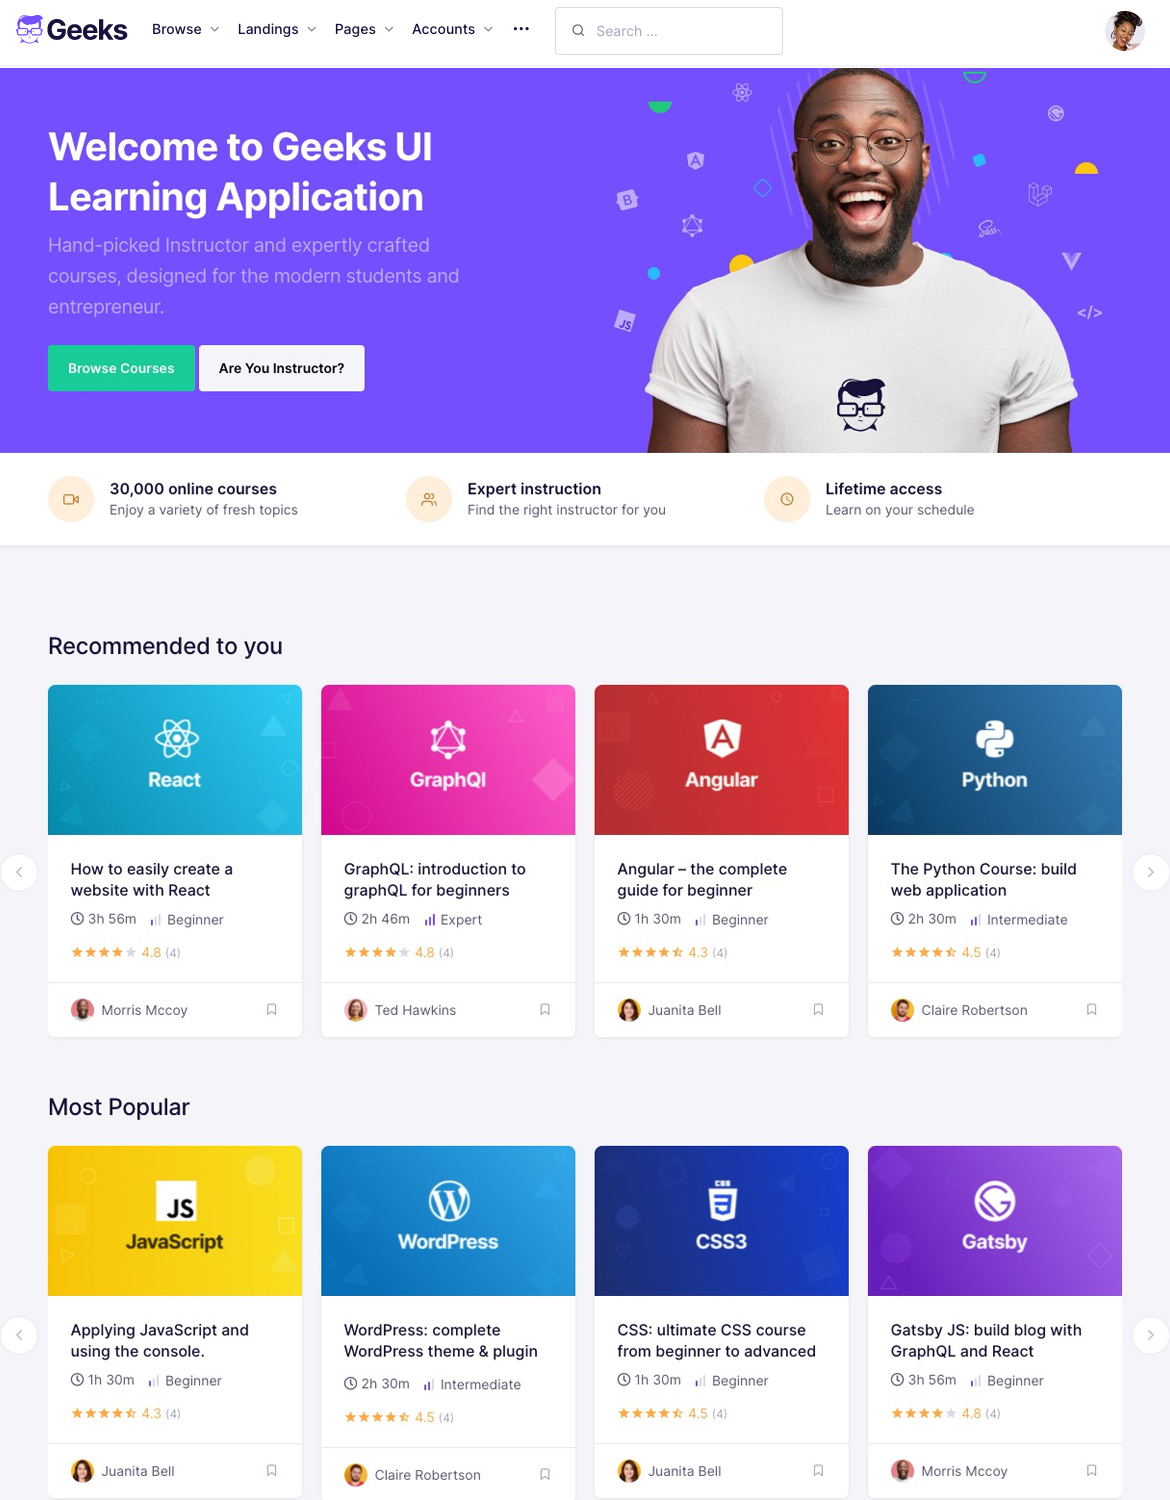 Geeks
Browse Landings Pages Accounts ••• Search ...
Welcome to Geeks UI
Learning Application
Hand-picked Instructor and expertly crafted
courses, designed for the modern students and
entrepreneur.
Browse Courses Are You Instructor?
B
JS
</>
30,000 online courses
Enjoy a variety of fresh topics
Expert instruction
Find the right instructor for you
Lifetime access
Learn on your schedule
Recommended to you
React
GraphQl
Angular
Python
How to easily create a
website with React
3h 56m Beginner
4.8 (4)
Morris Mccoy
GraphQL: introduction to
graphQL for beginners
2h 46m Expert
4.8 (4)
Ted Hawkins
Angular – the complete
guide for beginner
1h 30m Beginner
4.3 (4)
Juanita Bell
The Python Course: build
web application
2h 30m Intermediate
4.5 (4)
Claire Robertson
Most Popular
JS
JavaScript
WordPress
CSS
CSS3
Gatsby
Applying JavaScript and
using the console.
1h 30m Beginner
4.3 (4)
Juanita Bell
WordPress: complete
WordPress theme & plugin
2h 30m Intermediate
4.5 (4)
Claire Robertson
CSS: ultimate CSS course
from beginner to advanced
1h 30m Beginner
4.5 (4)
Juanita Bell
Gatsby JS: build blog with
GraphQL and React
3h 56m Beginner
4.8 (4)
Morris Mccoy